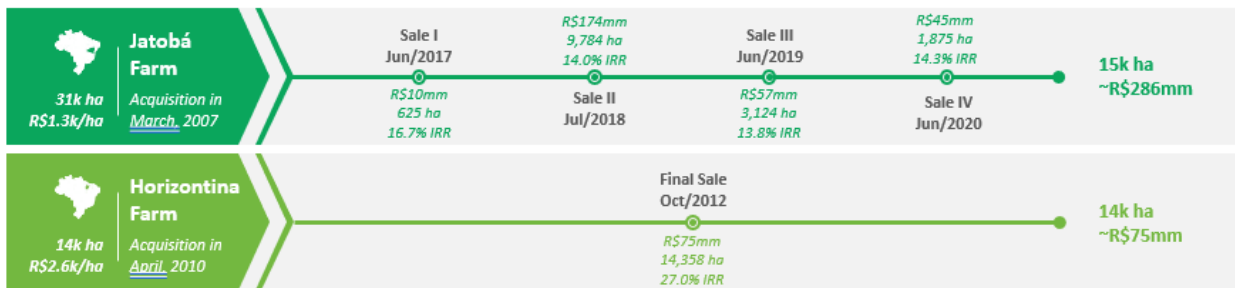 Jatobá
Farm
31k ha
R$1.3k/ha
Acquisition in
March, 2007
Sale I
Jun/2017
R$10mm
625 ha
16.7% IRR
R$174mm
9,784 ha
14.0% IRR
Sale II
Jul/2018
Sale III
Jun/2019
R$57mm
3,124 ha
13.8% IRR
R$45mm
1,875 ha
14.3% IRR
Sale IV
Jun/2020
15k ha
~R$286mm
Horizontina
Farm
14k ha
R$2.6k/ha
Acquisition in
April, 2010
Final Sale
Oct/2012
R$75mm
14,358 ha
27.0% IRR
14k ha
~R$75mm